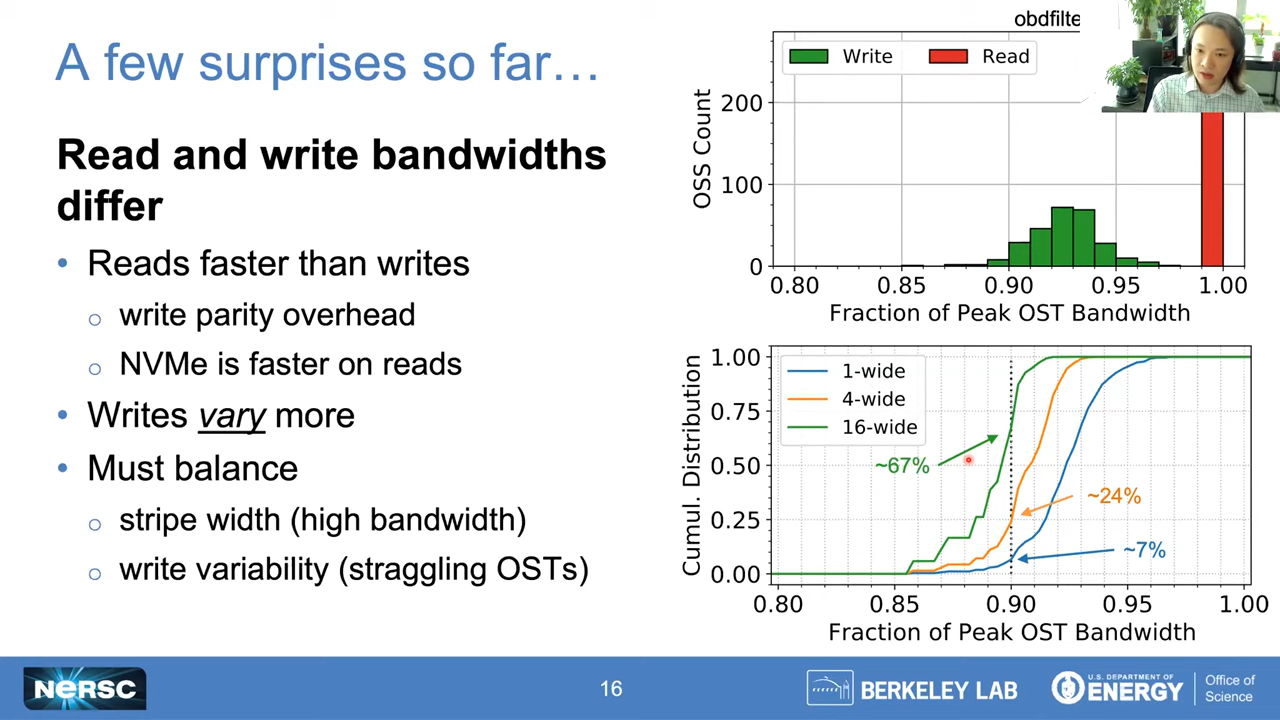 A few surprises so far…
Read and write bandwidths
differ
• Reads faster than writes
o write parity overhead
o NVMe is faster on reads
• Writes vary more
• Must balance
o stripe width (high bandwidth)
o write variability (straggling OSTs)
obdfilte
Write
Read
OSS Count
200
100
0
0.80 0.85 0.90 0.95 1.00
Fraction of Peak OST Bandwidth
Cumul. Distribution
1.00
0.75
0.50
0.25
0.00
1-wide
4-wide
16-wide
~67%
~24%
~7%
0.80 0.85 0.90 0.95 1.00
Fraction of Peak OST Bandwidth
NERSC
16
BERKELEY LAB
U.S. DEPARTMENT OF
ENERGY
Office of
Science